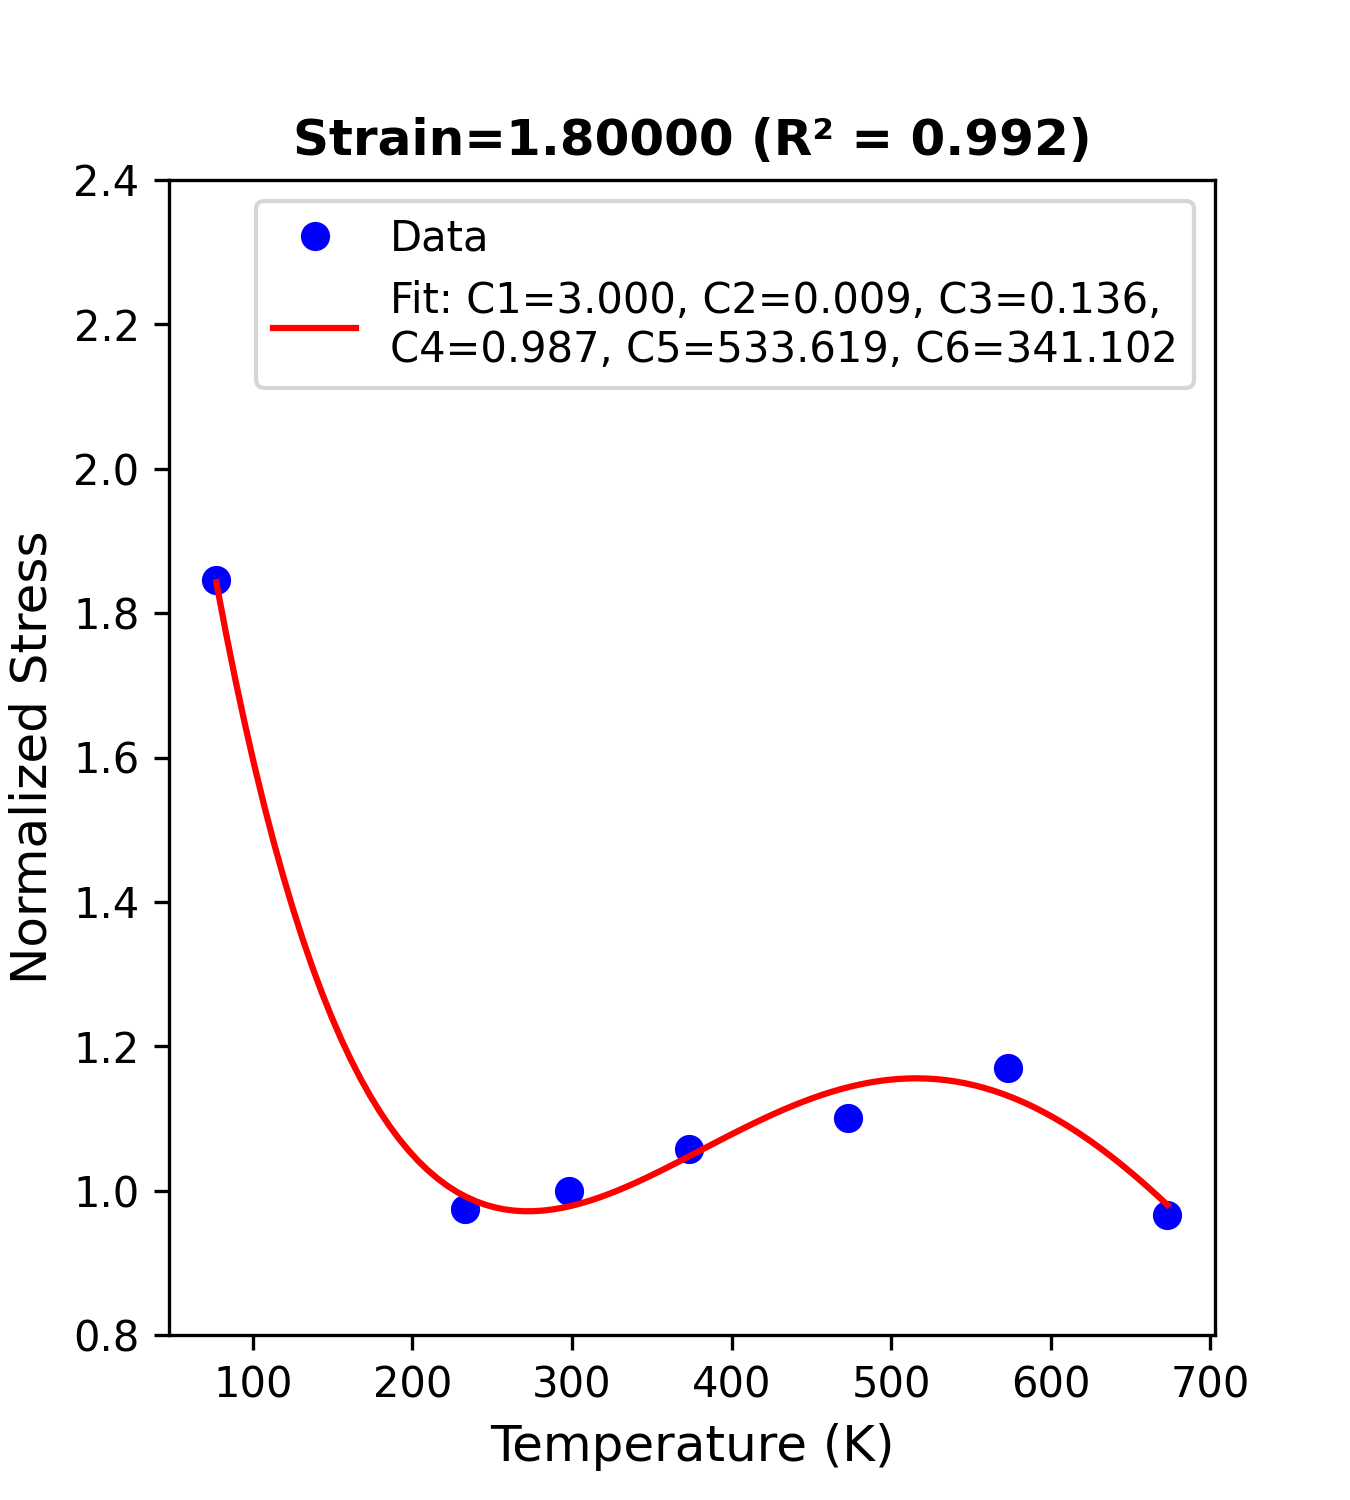 Strain=1.80000 (R² = 0.992)
2.4
2.2
2.0
1.8
1.6
1.4
1.2
1.0
0.8
Normalized Stress
Data
Fit: C1=3.000, C2=0.009, C3=0.136,
C4=0.987, C5=533.619, C6=341.102
100 200 300 400 500 600 700
Temperature (K)